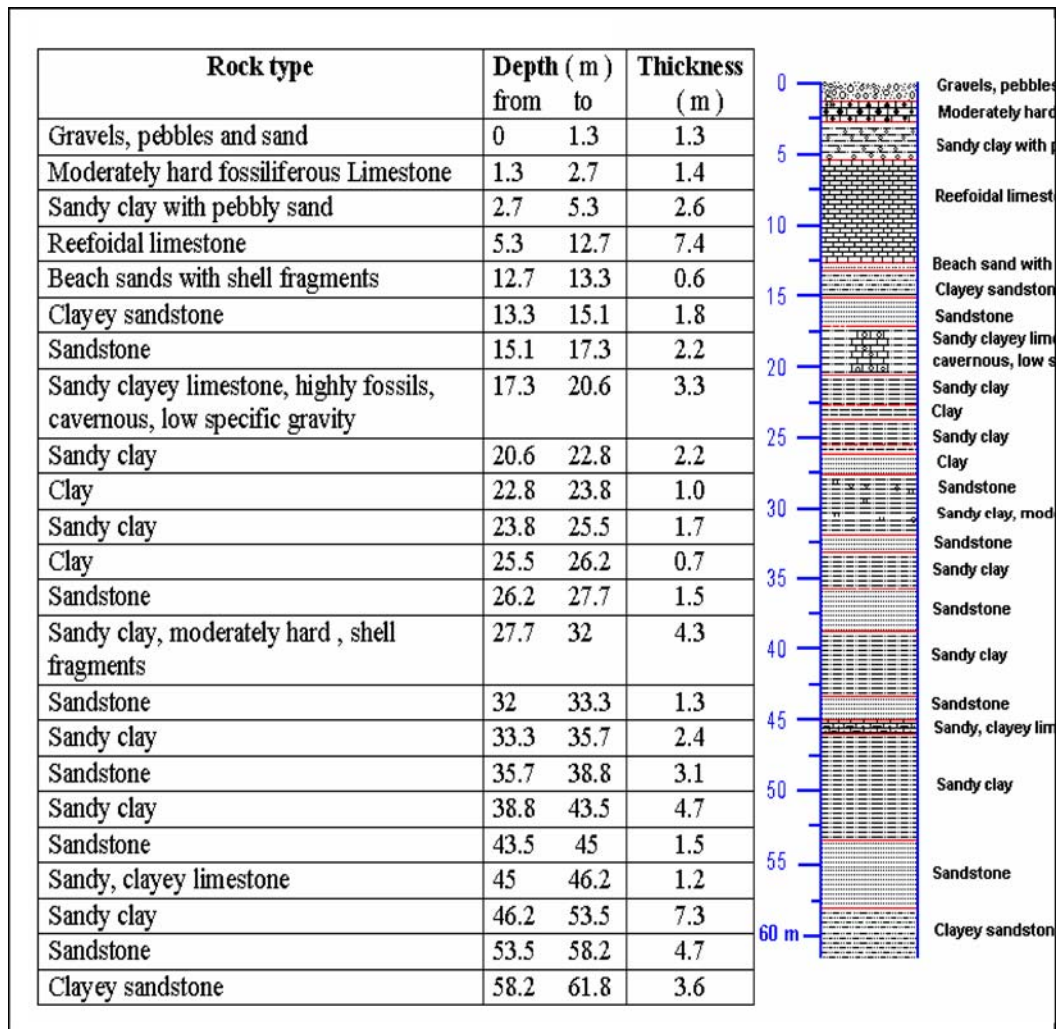 Rock type Depth ( m ) Thickness
from to ( m )
Gravels, pebbles and sand 0 1.3 1.3
Moderately hard fossiliferous Limestone 1.3 2.7 1.4
Sandy clay with pebbly sand 2.7 5.3 2.6
Reefoidal limestone 5.3 12.7 7.4
Beach sands with shell fragments 12.7 13.3 0.6
Clayey sandstone 13.3 15.1 1.8
Sandstone 15.1 17.3 2.2
Sandy clayey limestone, highly fossils, 17.3 20.6 3.3
cavernous, low specific gravity
Sandy clay 20.6 22.8 2.2
Clay 22.8 23.8 1.0
Sandy clay 23.8 25.5 1.7
Clay 25.5 26.2 0.7
Sandstone 26.2 27.7 1.5
Sandy clay, moderately hard , shell 27.7 32 4.3
fragments
Sandstone 32 33.3 1.3
Sandy clay 33.3 35.7 2.4
Sandstone 35.7 38.8 3.1
Sandy clay 38.8 43.5 4.7
Sandstone 43.5 45 1.5
Sandy, clayey limestone 45 46.2 1.2
Sandy clay 46.2 53.5 7.3
Sandstone 53.5 58.2 4.7
Clayey sandstone 58.2 61.8 3.6
0
5
10
15
20
25
30
35
40
45
50
55
60 m
Gravels, pebbles
Moderately hard
Sandy clay with
Reefoidal limest
Beach sand with
Clayey sandston
Sandstone
Sandy clayey lim
cavernous, low s
Sandy clay
Clay
Sandy clay
Clay
Sandstone
Sandy clay, mod
Sandstone
Sandy clay
Sandstone
Sandy clay
Sandstone
Sandy, clayey lim
Sandy clay
Sandstone
Clayey sandston